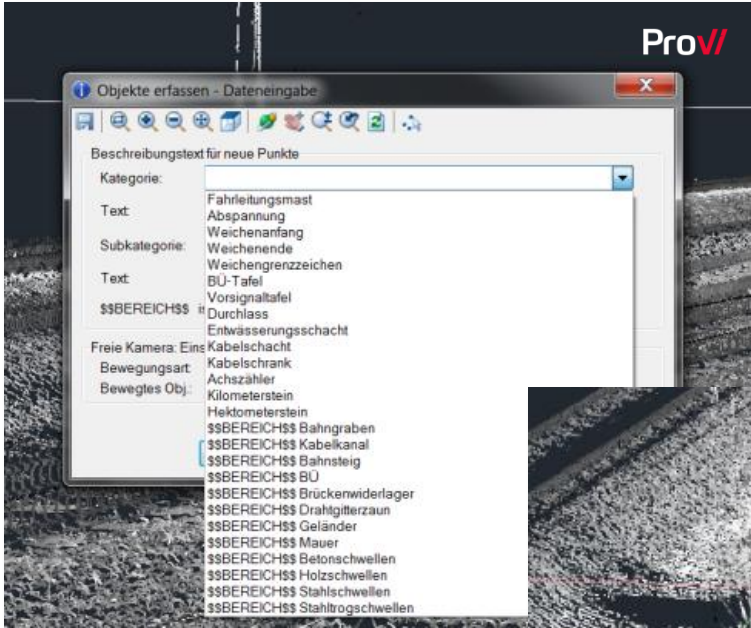 ProVI
Objekte erfassen - Dateneingabe
Beschreibungstext für neue Punkte
Kategorie:
Text:
Subkategorie:
Text:
$$BEREICH$$
Freie Kamera: Eins
Bewegungsart:
Bewegtes Obj.:
Fahrleitungsmast
Abspannung
Weichenanfang
Weichenende
Weichengrenzzeichen
BÜ-Tafel
Vorsignaltafel
Durchlass
Entwässerungsschacht
Kabelschacht
Kabelschrank
Achszähler
Kilometerstein
Hektometerstein
$$BEREICH$$ Bahngraben
$$BEREICH$$ Kabelkanal
$$BEREICH$$ Bahnsteig
$$BEREICH$$ BÜ
$$BEREICH$$ Brückenwiderlager
$$BEREICH$$ Drahtgitterzaun
$$BEREICH$$ Geländer
$$BEREICH$$ Mauer
$$BEREICH$$ Betonschwellen
$$BEREICH$$ Holzschwellen
$$BEREICH$$ Stahlschwellen
$$BEREICH$$ Stahltrogschwellen